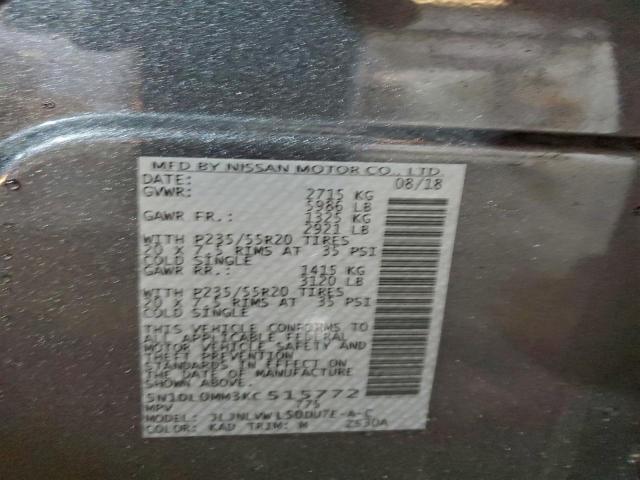 MFD BY NISSAN MOTOR CO., LTD.
DATE: 08/18
GVWR: 2715 KG
5986 LB
GAWR FR.: 1325 KG
2921 LB
WITH P235/55R20 TIRES
20 X 7.5 RIMS AT 35 PSI
COLD SINGLE
GAWR RR.: 1415 KG
3120 LB
WITH P235/55R20 TIRES
20 X 7.5 RIMS AT 35 PSI
COLD SINGLE
THIS VEHICLE CONFORMS TO
ALL APPLICABLE FEDERAL
MOTOR VEHICLE SAFETY AND
THEFT PREVENTION
STANDARDS IN EFFECT ON
THE DATE OF MANUFACTURE
SHOWN ABOVE.
5N1DL0MM3KC515772
MPV 776
MODEL:
COLOR: KAD TRIM: M 2530A